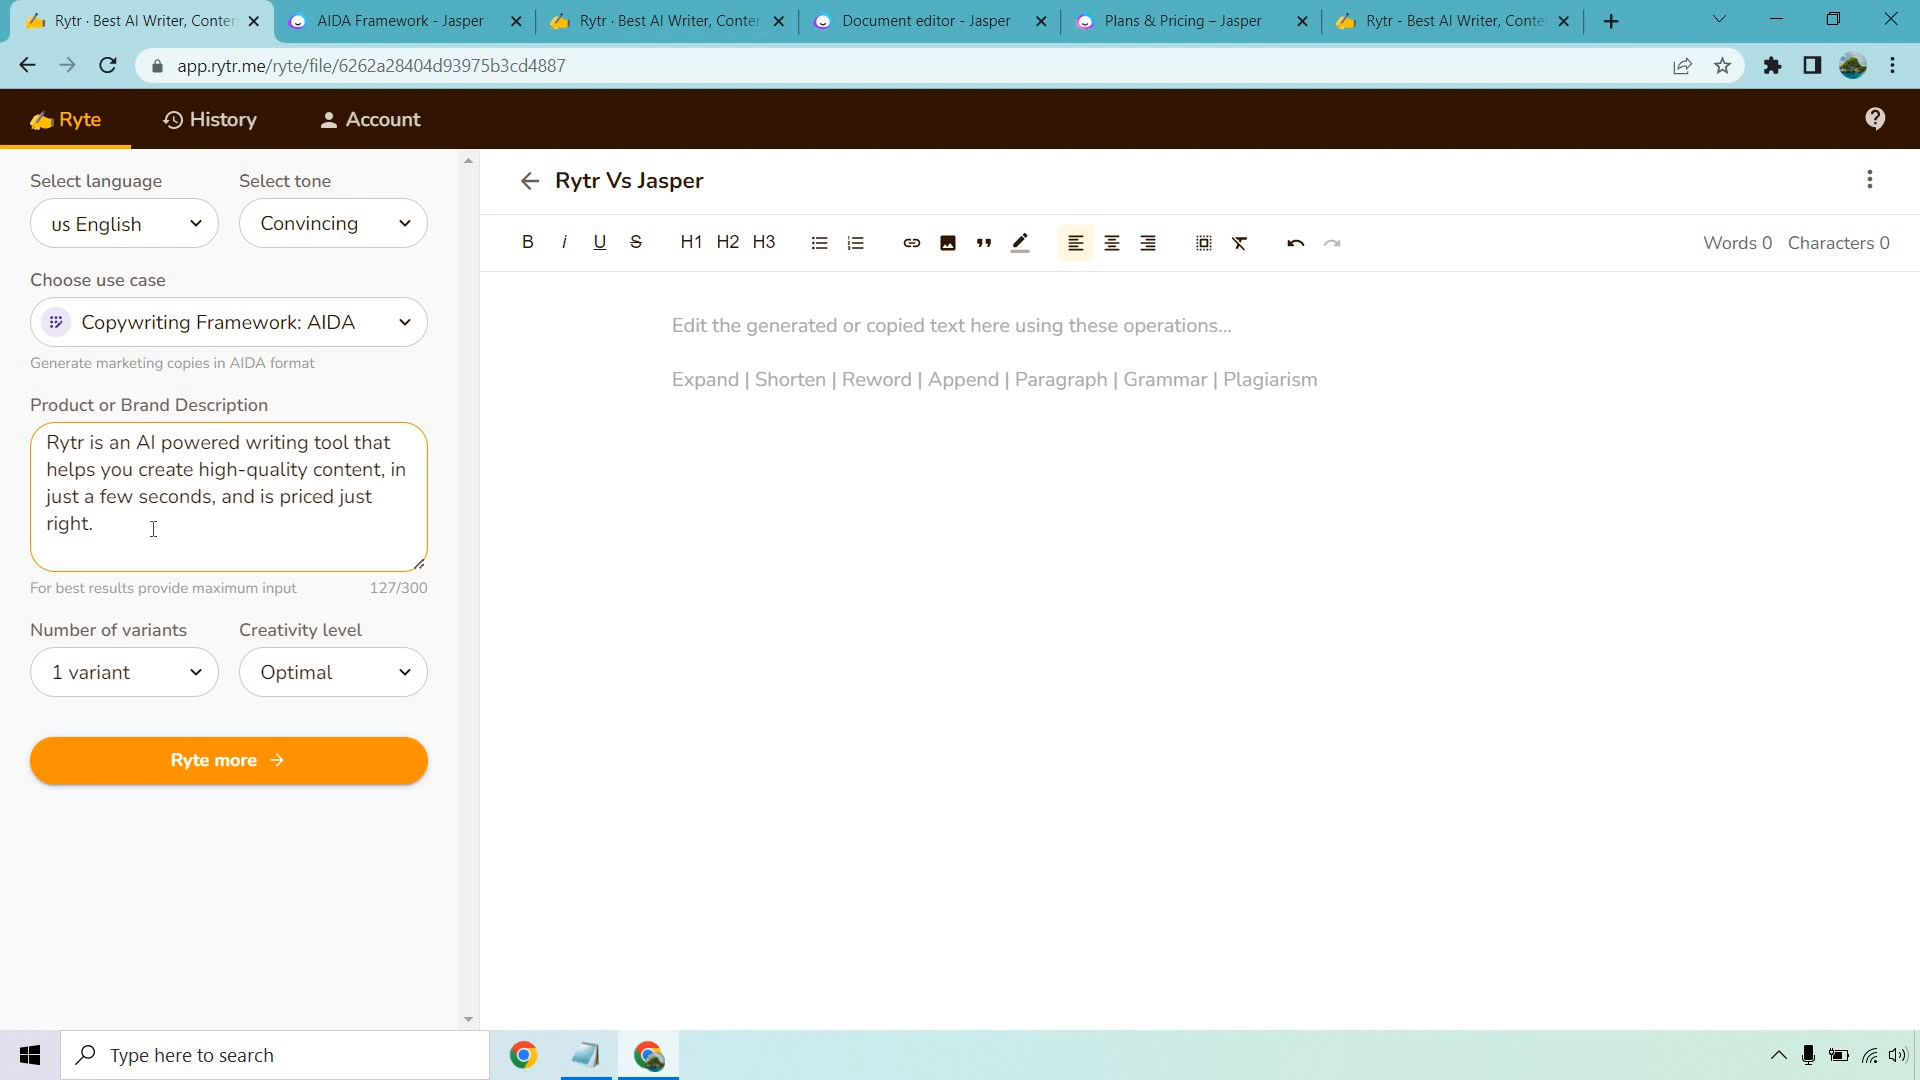 Rytr · Best AI Writer, Conten
AIDA Framework - Jasper
Rytr · Best AI Writer, Conten
Document editor - Jasper
Plans & Pricing – Jasper
Rytr - Best AI Writer, Conte
app.rytr.me/ryte/file/6262a28404d93975b3cd4887
Ryte
History
Account
Select language
Select tone
us English
Convincing
Choose use case
Copywriting Framework: AIDA
Generate marketing copies in AIDA format
Product or Brand Description
Rytr is an AI powered writing tool that
helps you create high-quality content, in
just a few seconds, and is priced just
right.
For best results provide maximum input
127/300
Number of variants
Creativity level
1 variant
Optimal
Ryte more →
Rytr Vs Jasper
B i U S H1 H2 H3
Words 0 Characters 0
Edit the generated or copied text here using these operations...
Expand | Shorten | Reword | Append | Paragraph | Grammar | Plagiarism
Type here to search